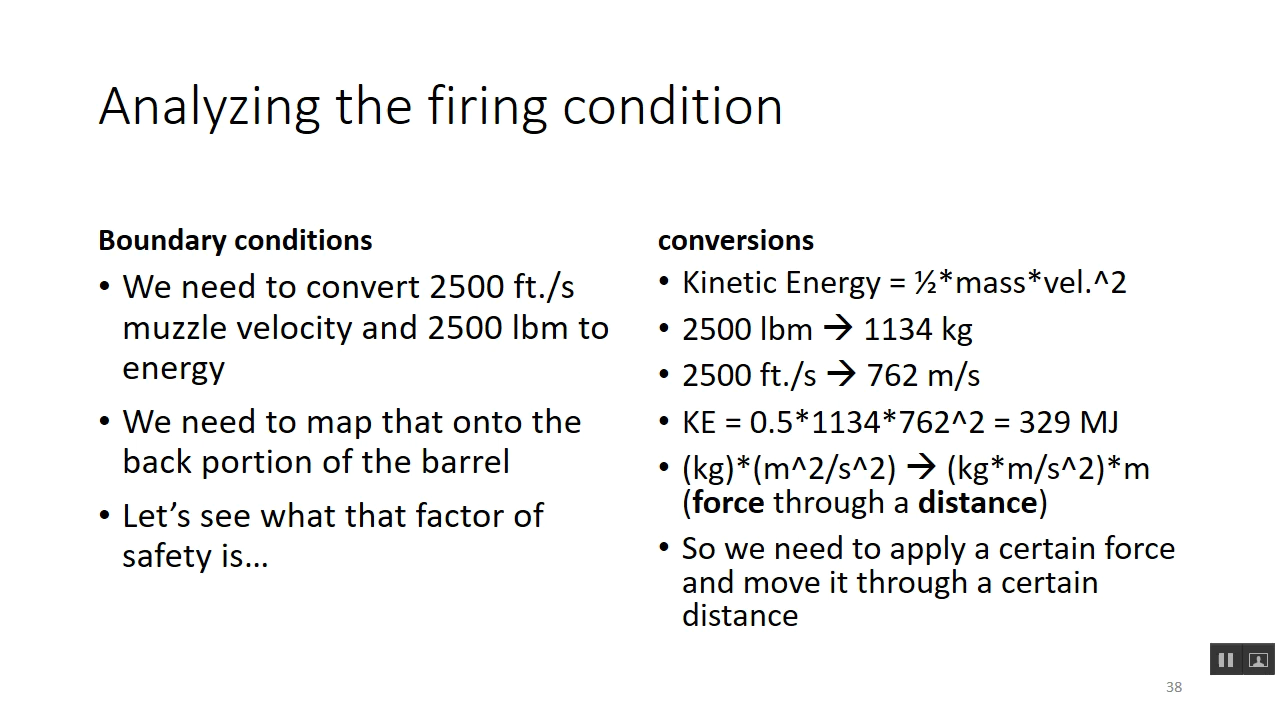 Analyzing the firing condition
Boundary conditions
• We need to convert 2500 ft./s
muzzle velocity and 2500 lbm to
energy
• We need to map that onto the
back portion of the barrel
• Let’s see what that factor of
safety is…
conversions
• Kinetic Energy = ½*mass*vel.^2
• 2500 lbm → 1134 kg
• 2500 ft./s → 762 m/s
• KE = 0.5*1134*762^2 = 329 MJ
• (kg)*(m^2/s^2) → (kg*m/s^2)*m
(force through a distance)
• So we need to apply a certain force
and move it through a certain
distance
38